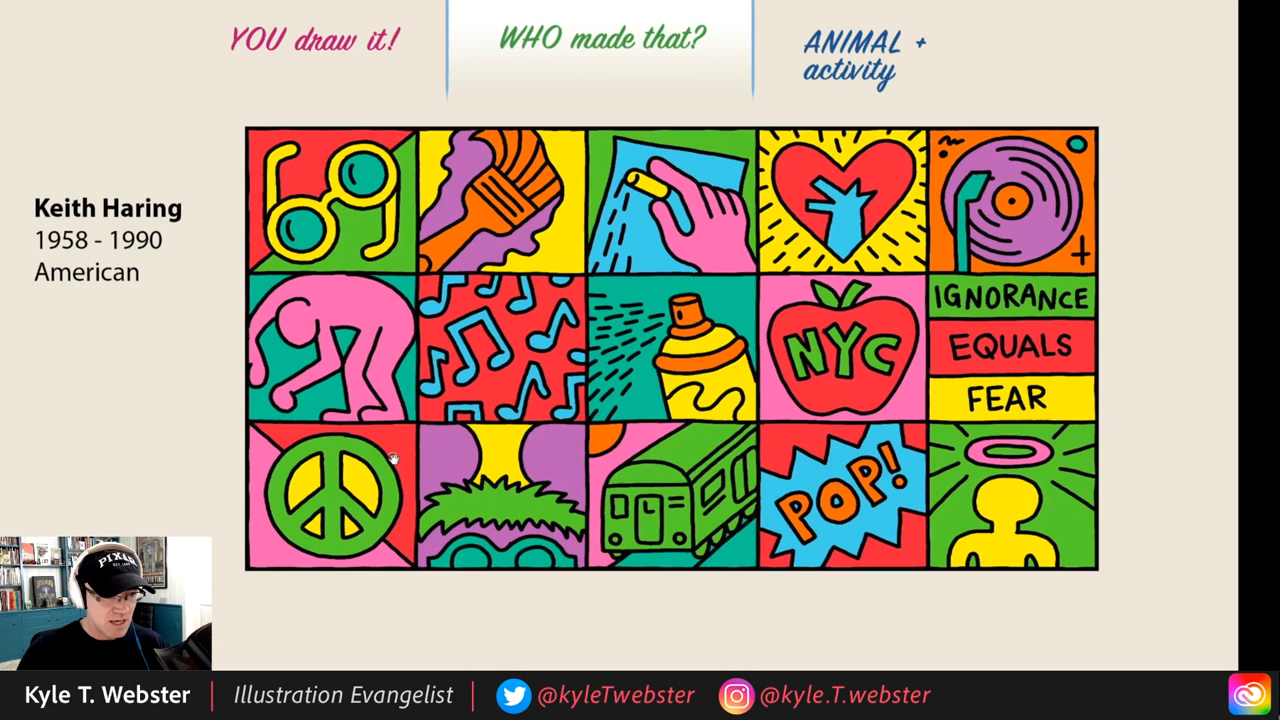 YOU draw it!
WHO made that?
ANIMAL +
activity
Keith Haring
1958 - 1990
American
NYC
IGNORANCE
EQUALS
FEAR
POP!
PIXAR
Kyle T. Webster
Illustration Evangelist
@kyleTwebster
@kyle.T.webster